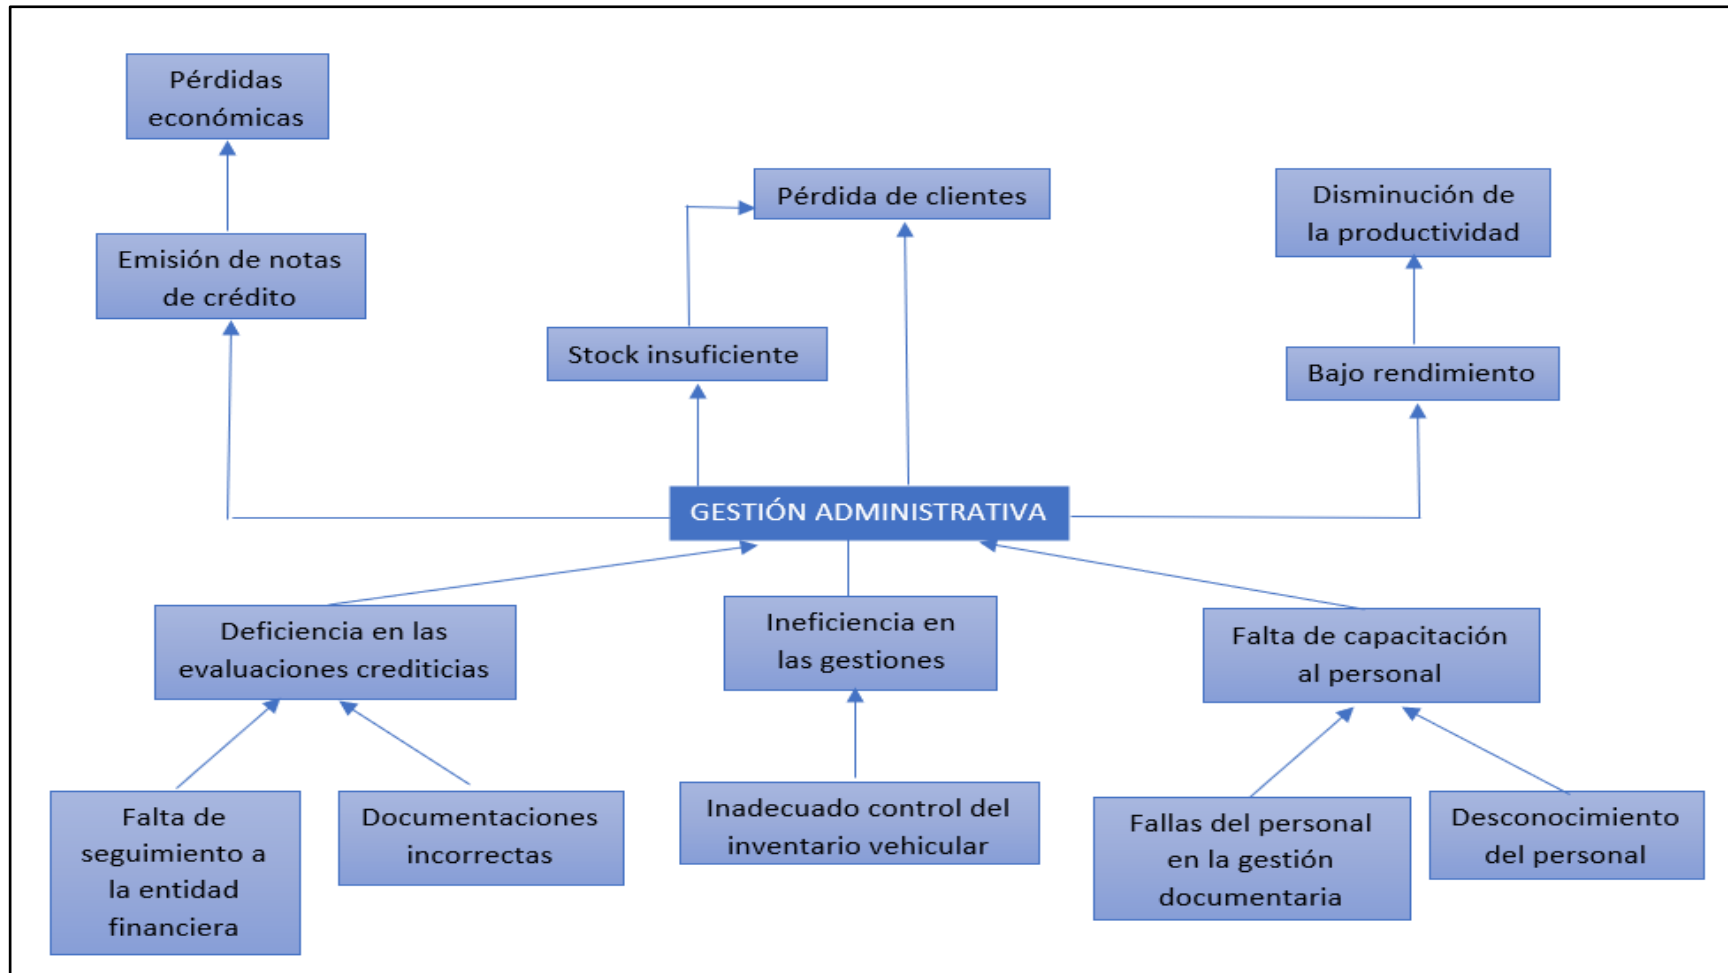 Pérdidas
económicas
Pérdida de clientes
Disminución de
la productividad
Emisión de notas
de crédito
Stock insuficiente
Bajo rendimiento
GESTIÓN ADMINISTRATIVA
Deficiencia en las
evaluaciones crediticias
Ineficiencia en
las gestiones
Falta de capacitación
al personal
Falta de
seguimiento a
la entidad
financiera
Documentaciones
incorrectas
Inadecuado control del
inventario vehicular
Fallas del personal
en la gestión
documentaria
Desconocimiento
del personal